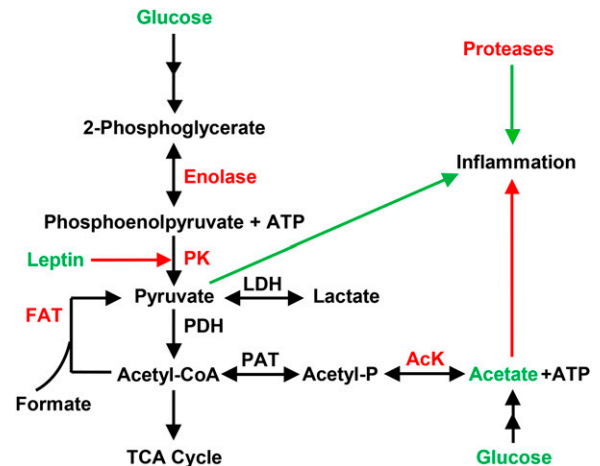 Glucose
Proteases
2-Phosphoglycerate
Inflammation
Enolase
Phosphoenolpyruvate + ATP
Leptin
PK
LDH
Pyruvate
Lactate
FAT
PDH
PAT
AcK
Acetyl-CoA
Acetyl-P
Acetate +ATP
Formate
TCA Cycle
Glucose